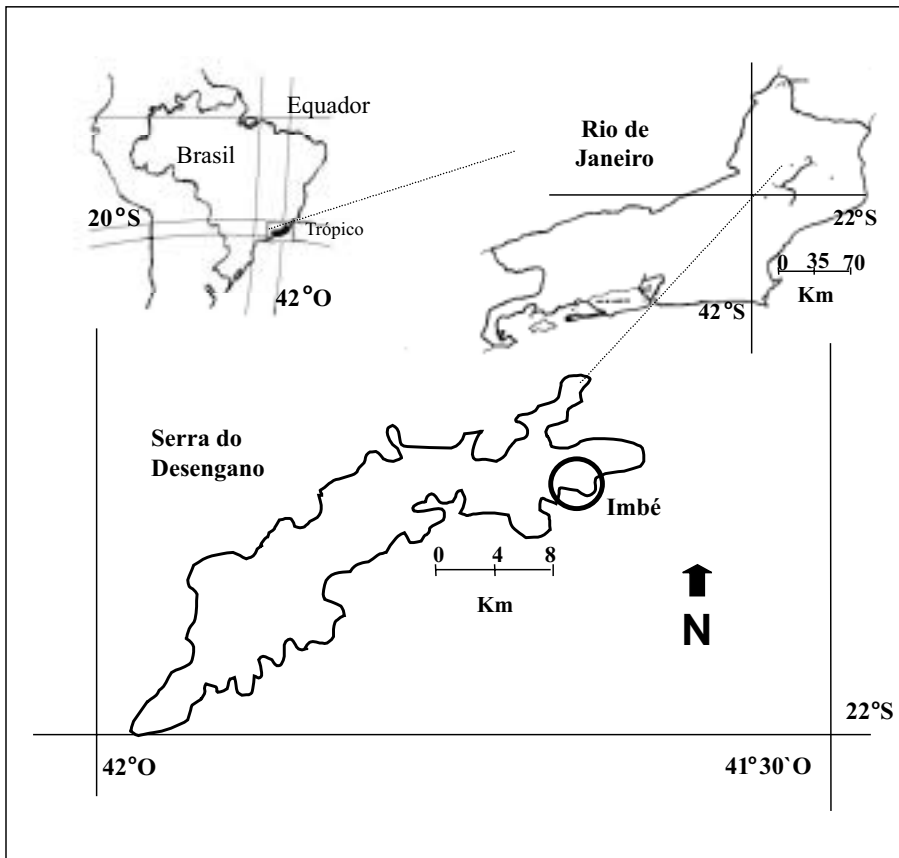 Equador
Brasil
20°S
Trópico
42°O
Rio de
Janeiro
22°S
0 35 70
Km
42°S
Serra do
Desengano
Imbé
0 4 8
Km
N
22°S
42°O
41°30`O